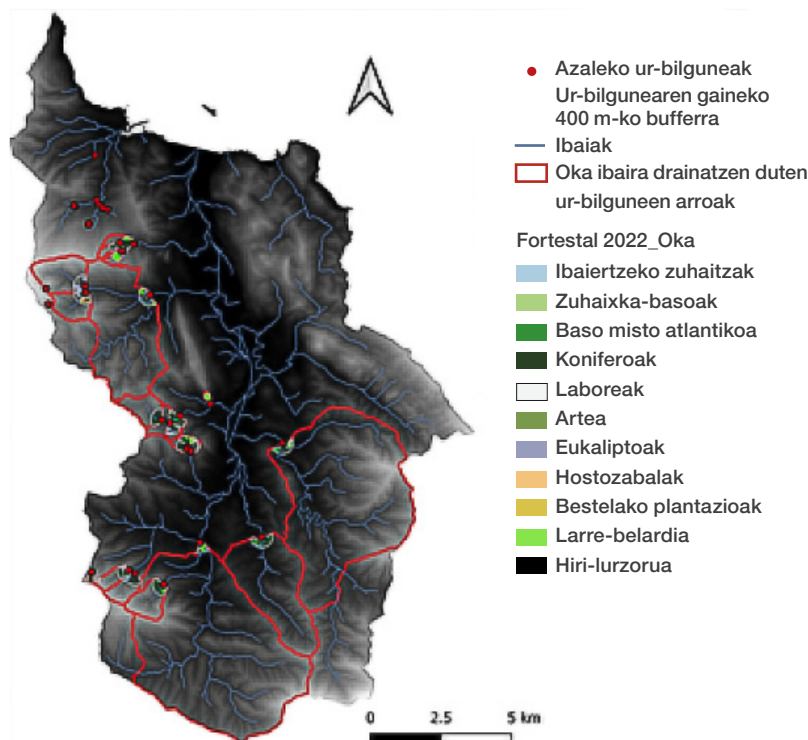 Azaleko ur-bilguneak
Ur-bilgunearen gaineko
400 m-ko bufferra
Ibaiak
Oka ibaira drainatzen duten
ur-bilguneen arroak
Fortestal 2022_Oka
Ibaiertzeko zuhaitzak
Zuhaixka-basoak
Baso misto atlantikoa
Koniferoak
Laboreak
Artea
Eukaliptoak
Hostozabalak
Bestelako plantazioak
Larre-belardia
Hiri-lurzorua
0 2.5 5 km